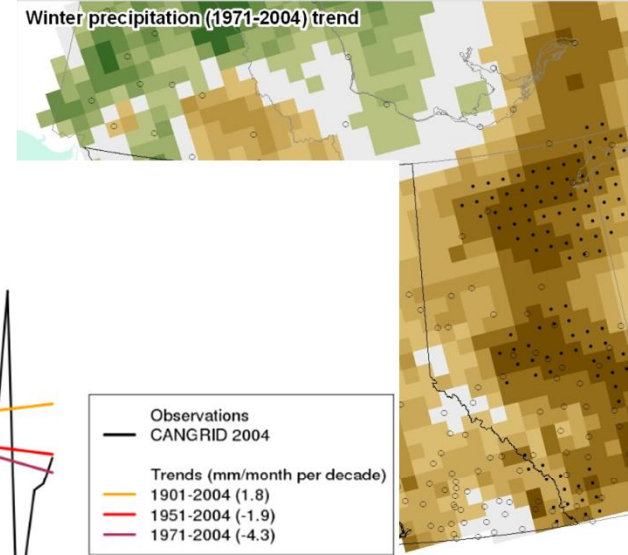 Winter precipitation (1971-2004) trend
Observations
CANGRID 2004
Trends (mm/month per decade)
1901-2004 (1.8)
1951-2004 (-1.9)
1971-2004 (-4.3)